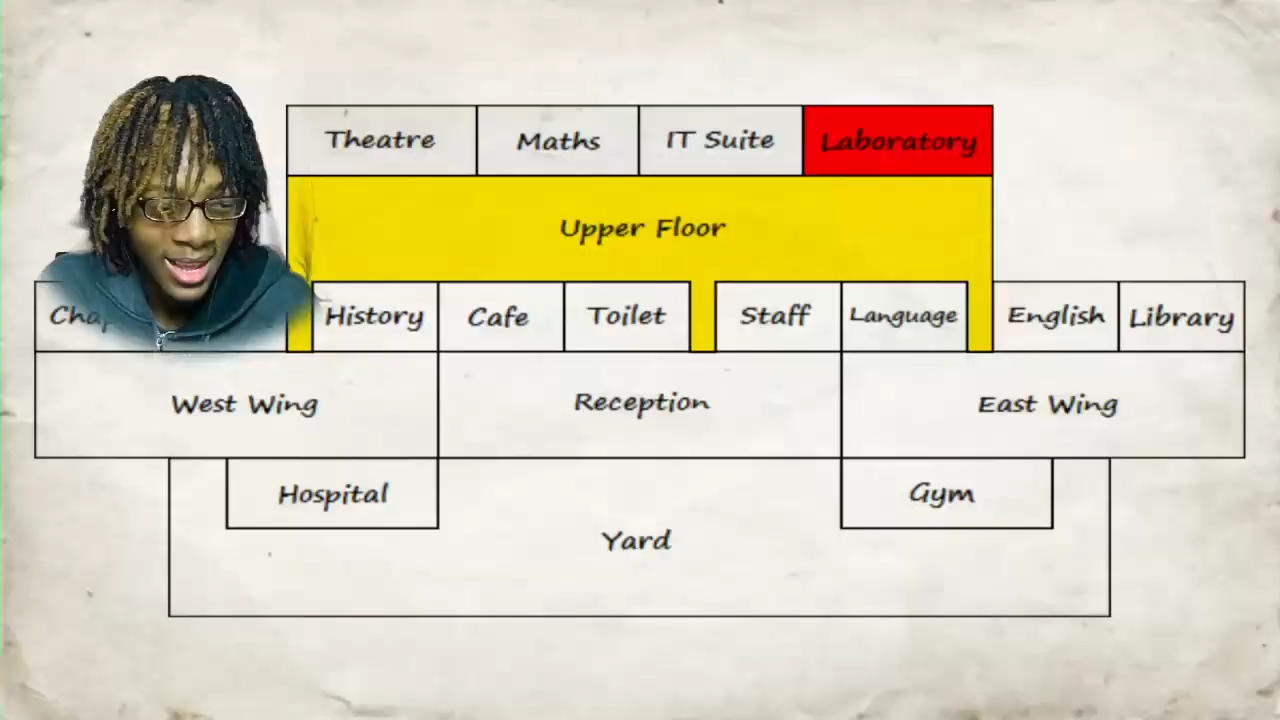 Theatre
Maths
IT Suite
Laboratory
Upper Floor
History
Cafe
Toilet
Staff
Language
English
Library
West Wing
Reception
East Wing
Hospital
Gym
Yard